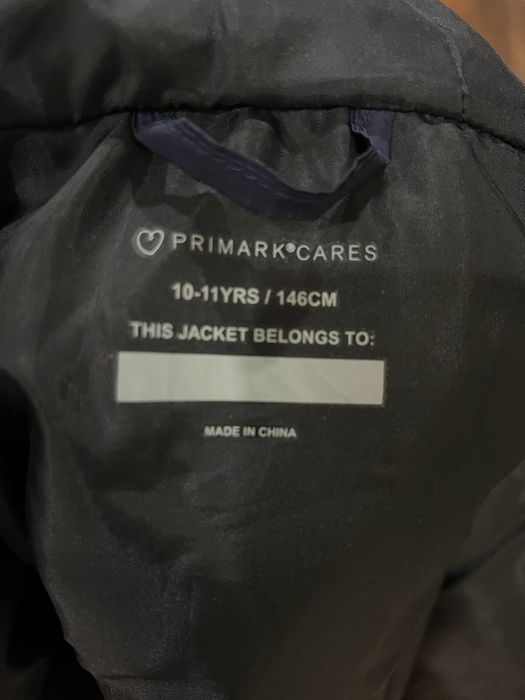 PRIMARK®CARES
10-11YRS / 146CM
THIS JACKET BELONGS TO:
MADE IN CHINA